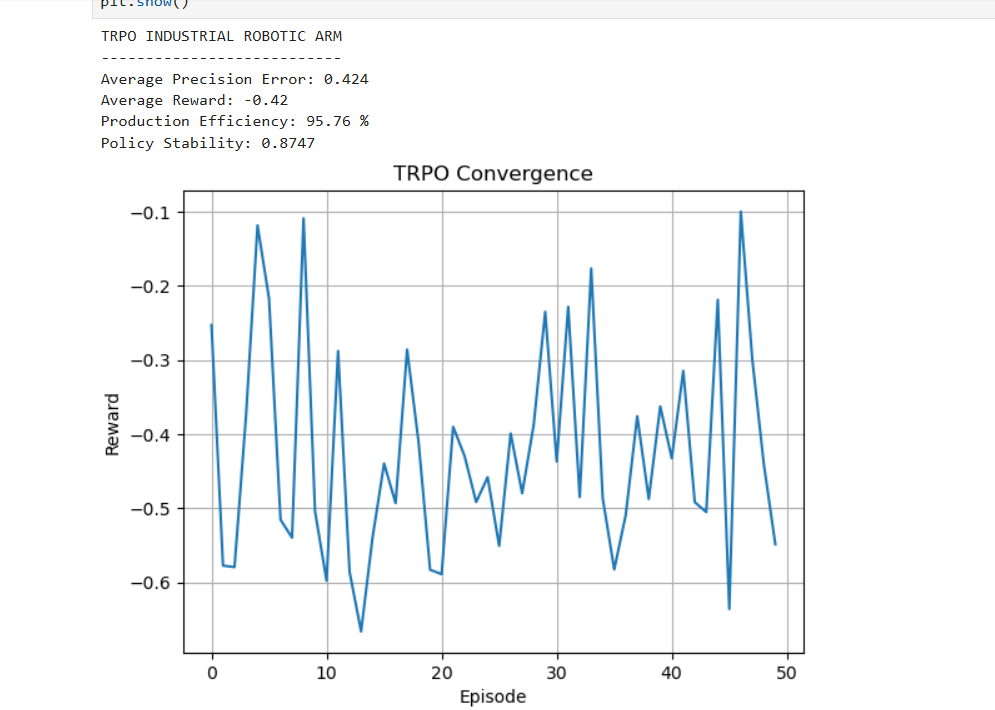 plt.show()
TRPO INDUSTRIAL ROBOTIC ARM
---------------------------
Average Precision Error: 0.424
Average Reward: -0.42
Production Efficiency: 95.76 %
Policy Stability: 0.8747
TRPO Convergence
−0.1
−0.2
−0.3
−0.4
−0.5
−0.6
Reward
0 10 20 30 40 50
Episode